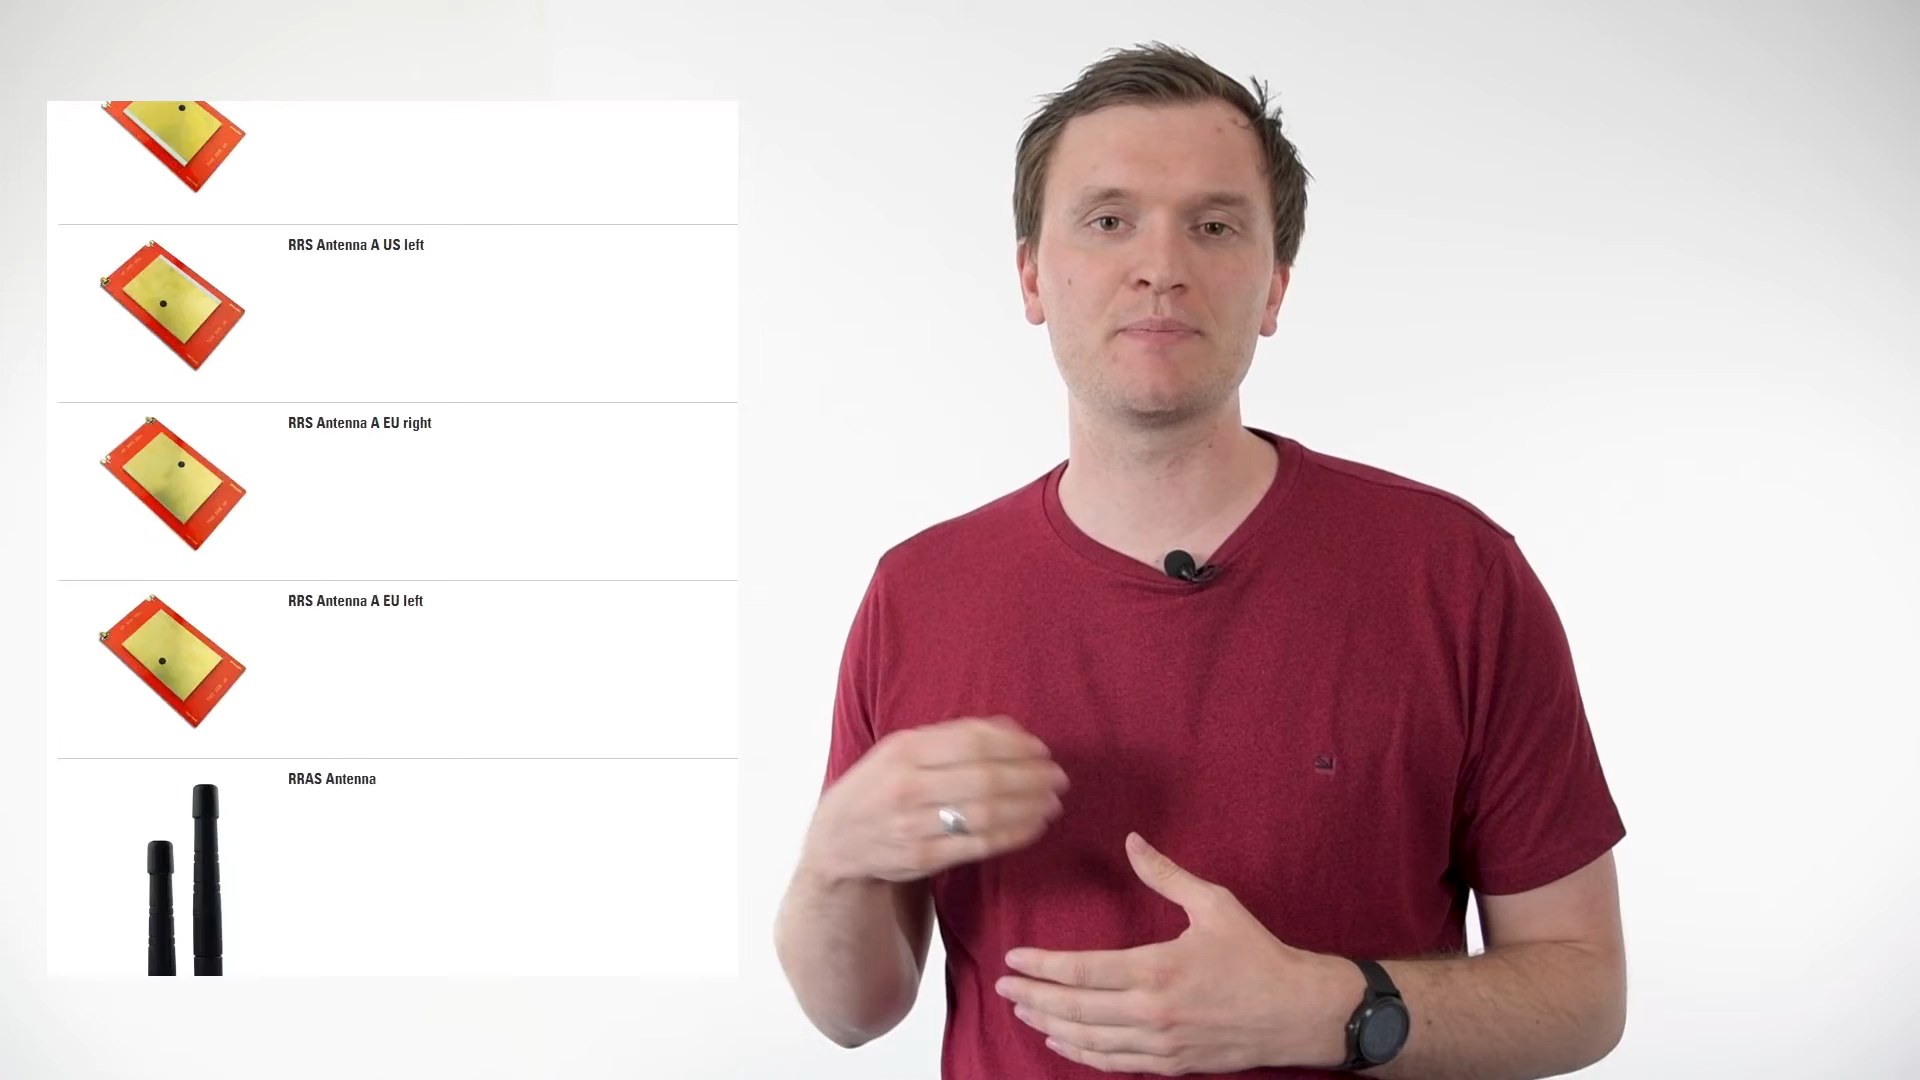 RRS Antenna A US left
RRS Antenna A EU right
RRS Antenna A EU left
RRAS Antenna